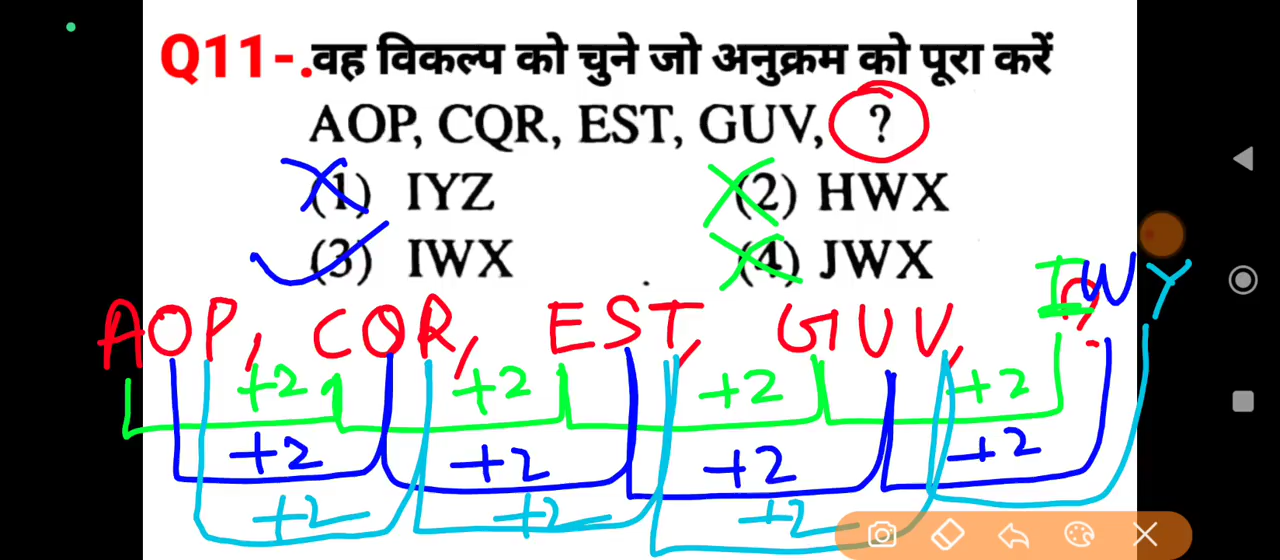 Q11-.वह विकल्प को चुने जो अनुक्रम को पूरा करें
AOP, CQR, EST, GUV, ?
(1) IYZ (2) HWX
(3) IWX (4) JWX
AOP, CQR, EST, GUV, I ? W Y
+2 +2 +2 +2
+2 +2 +2 +2
+2 +2 +2